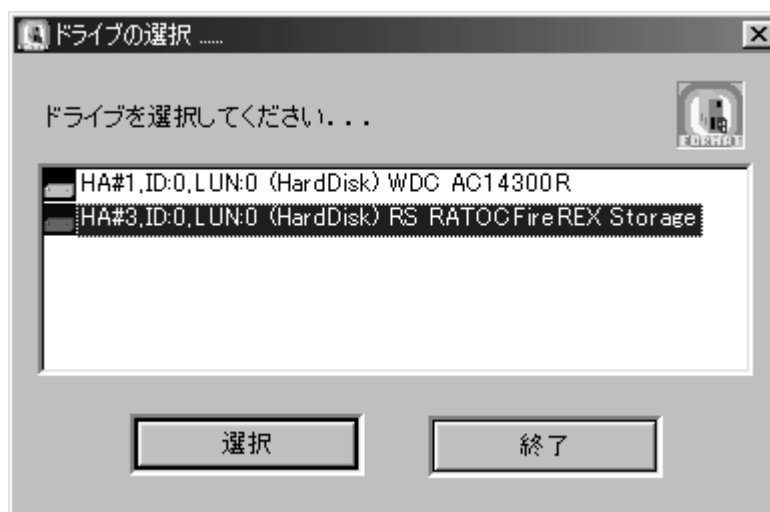 ドライブの選択 .....
ドライブを選択してください...
FORMAT
HA#1,ID:0,LUN:0 (HardDisk) WDC AC14300R
HA#3,ID:0,LUN:0 (HardDisk) RS RATOCFireREX Storage
選択
終了